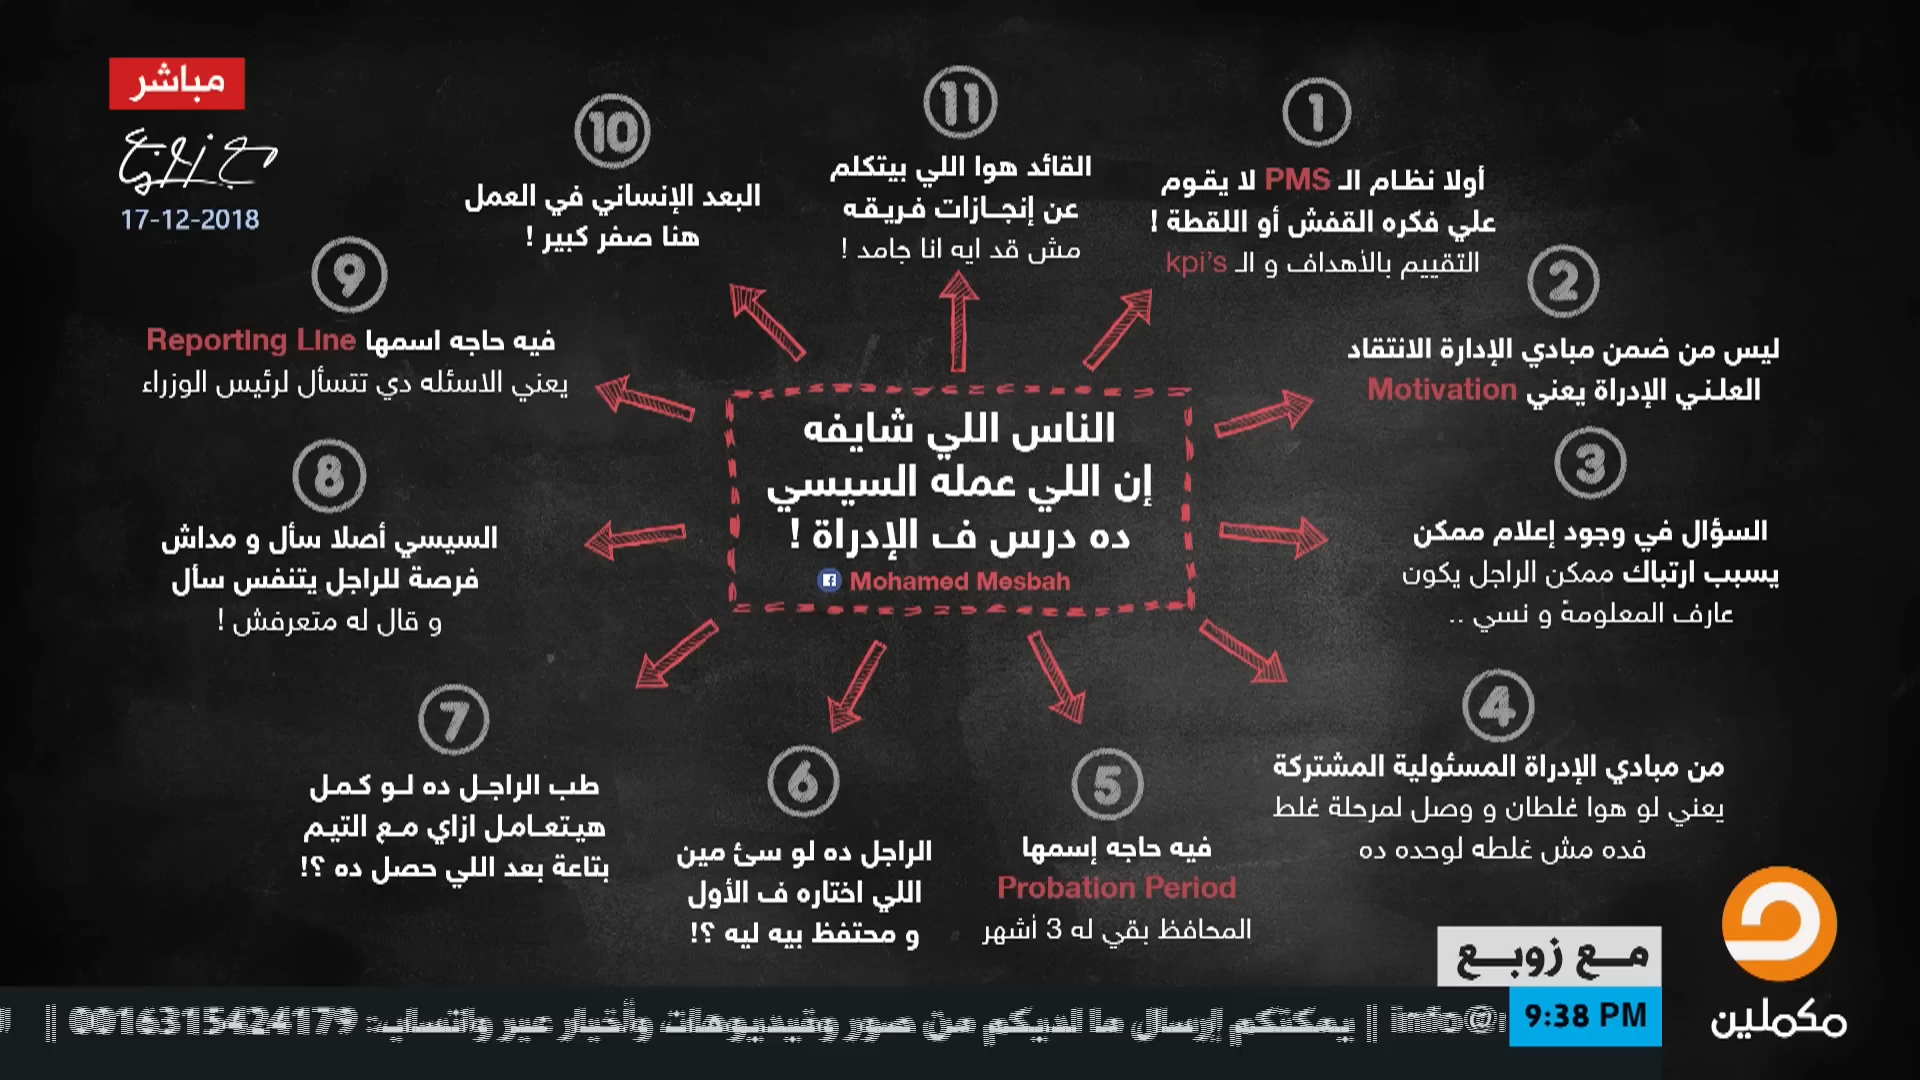 مباشر
مع زوبع
17-12-2018
الناس اللي شايفه
إن اللي عمله السيسي
ده درس ف الإدراة !
Mohamed Mesbah
1
أولا نظام الـ PMS لا يقوم
علي فكره القفش أو اللقطة !
التقييم بالأهداف و الـ kpi's
2
ليس من ضمن مبادي الإدارة الانتقاد
العلني الإدراة يعني Motivation
3
السؤال في وجود إعلام ممكن
يسبب ارتباك ممكن الراجل يكون
عارف المعلومة و نسي ..
4
من مبادي الإدراة المسئولية المشتركة
يعني لو هوا غلطان و وصل لمرحلة غلط
فده مش غلطه لوحده ده
5
فيه حاجه إسمها
Probation Period
المحافظ بقي له 3 أشهر
6
الراجل ده لو سئ مين
اللي اختاره ف الأول
و محتفظ بيه ليه ؟!
7
طب الراجل ده لو كمل
هيتعامل ازاي مع التيم
بتاعة بعد اللي حصل ده ؟!
8
السيسي أصلا سأل و مداش
فرصة للراجل يتنفس سأل
و قال له متعرفش !
9
فيه حاجه اسمها Reporting Line
يعني الاسئله دي تتسأل لرئيس الوزراء
10
البعد الإنساني في العمل
هنا صفر كبير !
11
القائد هوا اللي بيتكلم
عن إنجازات فريقه
مش قد ايه انا جامد !
مع زوبع
9:38 PM
مكملين
info@ || يمكنكم إرسال ما لديكم من صور وفيديوهات وأخبار عبر واتساب: 0016315424179 ||